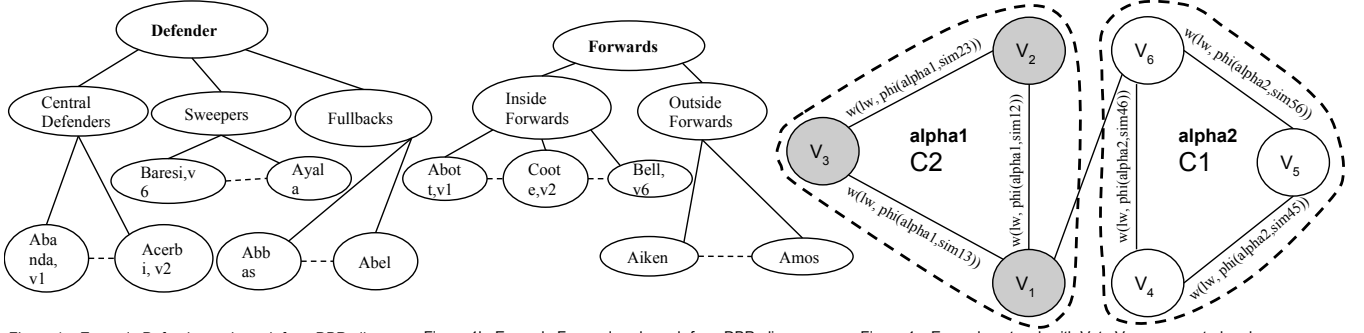 Defender
Central
Defenders
Sweepers
Fullbacks
Baresi,v
6
Ayal
a
Aba
nda,
v1
Acerb
i, v2
Abb
as
Abel
Forwards
Inside
Forwards
Outside
Forwards
Abot
t,v1
Coot
e,v2
Bell,
v6
Aiken
Amos
V2
w(lw, phi(alpha1,sim23))
w(lw, phi(alpha1,sim12))
alpha1
C2
V3
w(lw, phi(alpha1,sim13))
V1
V6
w(lw, phi(alpha2,sim56))
w(lw, phi(alpha2,sim46))
alpha2
C1
V5
w(lw, phi(alpha2,sim45))
V4